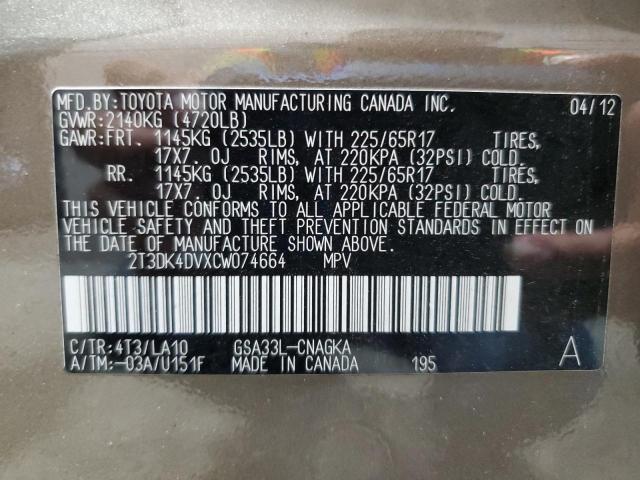 MFD.BY:TOYOTA MOTOR MANUFACTURING CANADA INC. 04/12
GVWR:2140KG (4720LB)
GAWR:FRT. 1145KG (2535LB) WITH 225/65R17 TIRES,
17X7.0J RIMS, AT 220KPA (32PSI) COLD.
RR. 1145KG (2535LB) WITH 225/65R17 TIRES,
17X7.0J RIMS, AT 220KPA (32PSI) COLD.
THIS VEHICLE CONFORMS TO ALL APPLICABLE FEDERAL MOTOR
VEHICLE SAFETY AND THEFT PREVENTION STANDARDS IN EFFECT ON
THE DATE OF MANUFACTURE SHOWN ABOVE.
2T3DK4DVXCW074664 MPV
C/TR:4T3/LA10 GSA33L-CNAGKA A
A/TM:-03A/U151F MADE IN CANADA 195